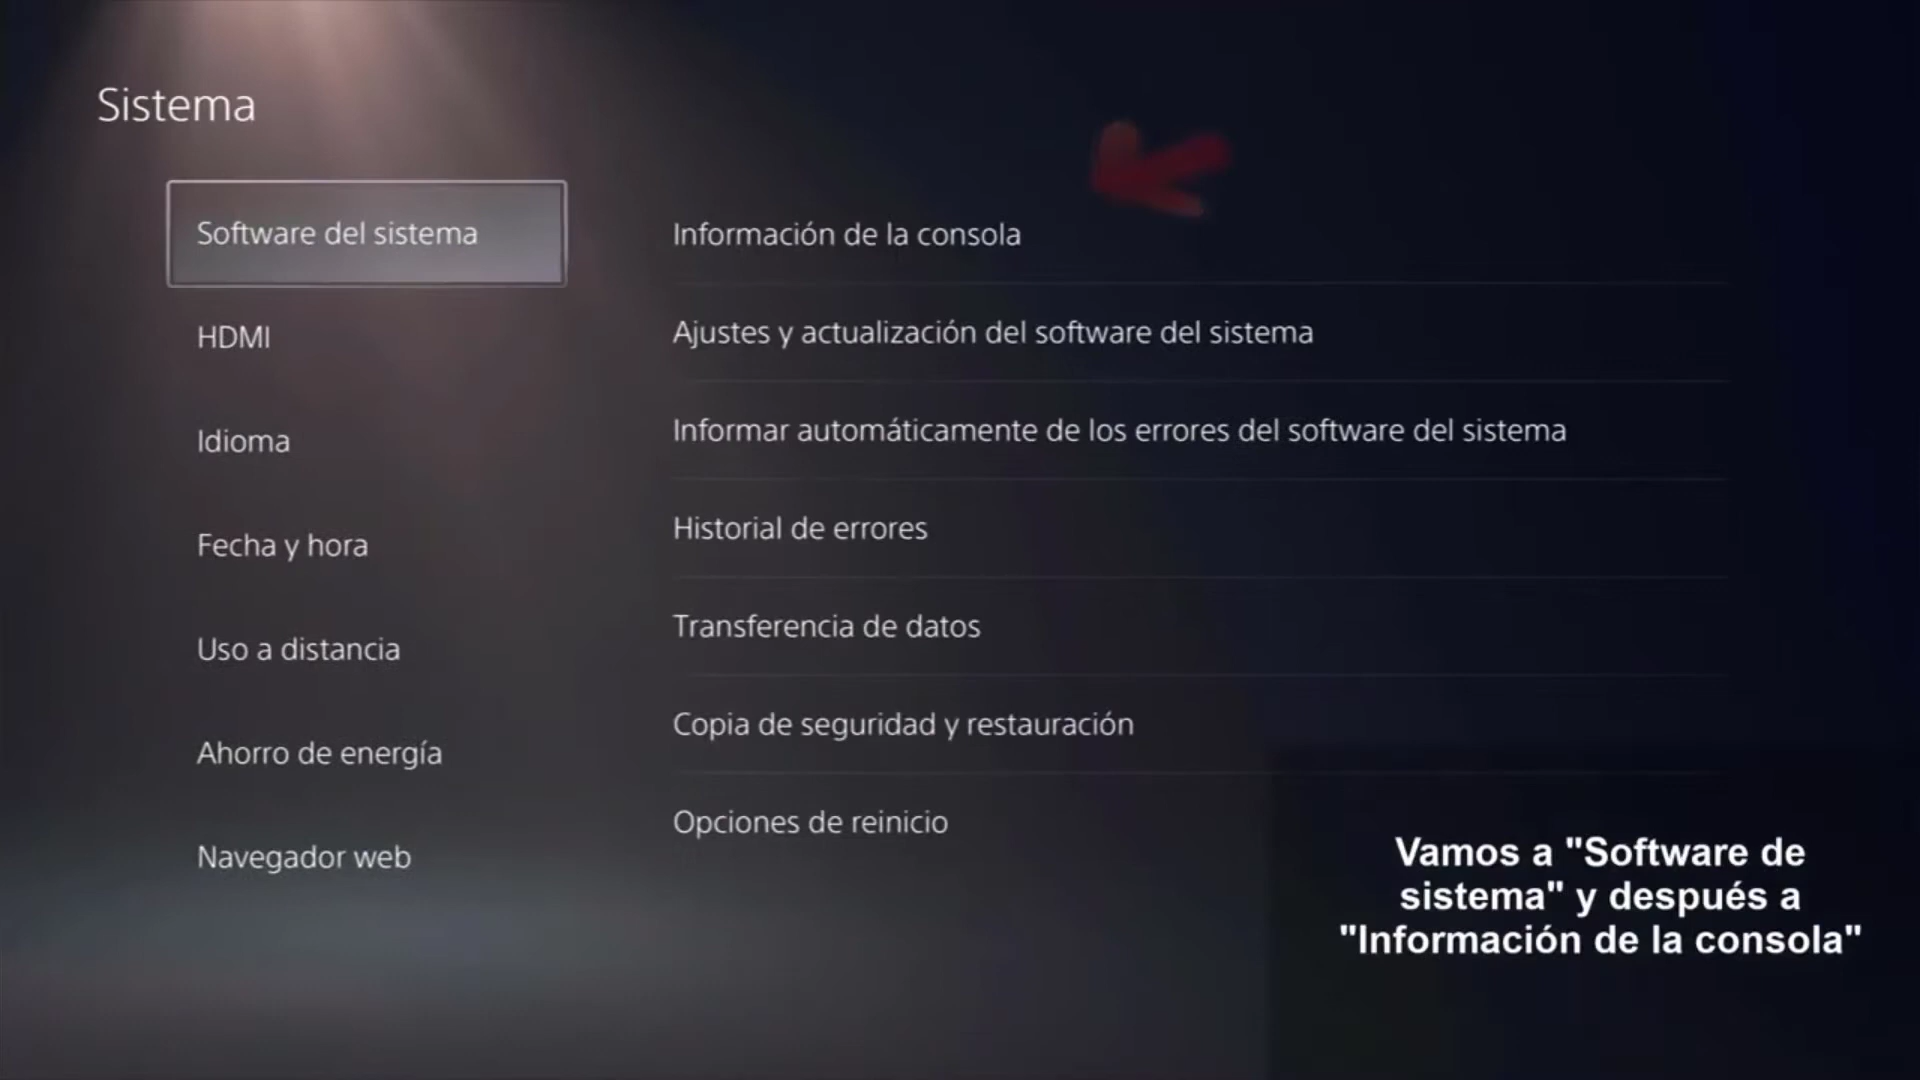 Sistema
Software del sistema
HDMI
Idioma
Fecha y hora
Uso a distancia
Ahorro de energía
Navegador web
Información de la consola
Ajustes y actualización del software del sistema
Informar automáticamente de los errores del software del sistema
Historial de errores
Transferencia de datos
Copia de seguridad y restauración
Opciones de reinicio
Vamos a "Software de
sistema" y después a
"Información de la consola"